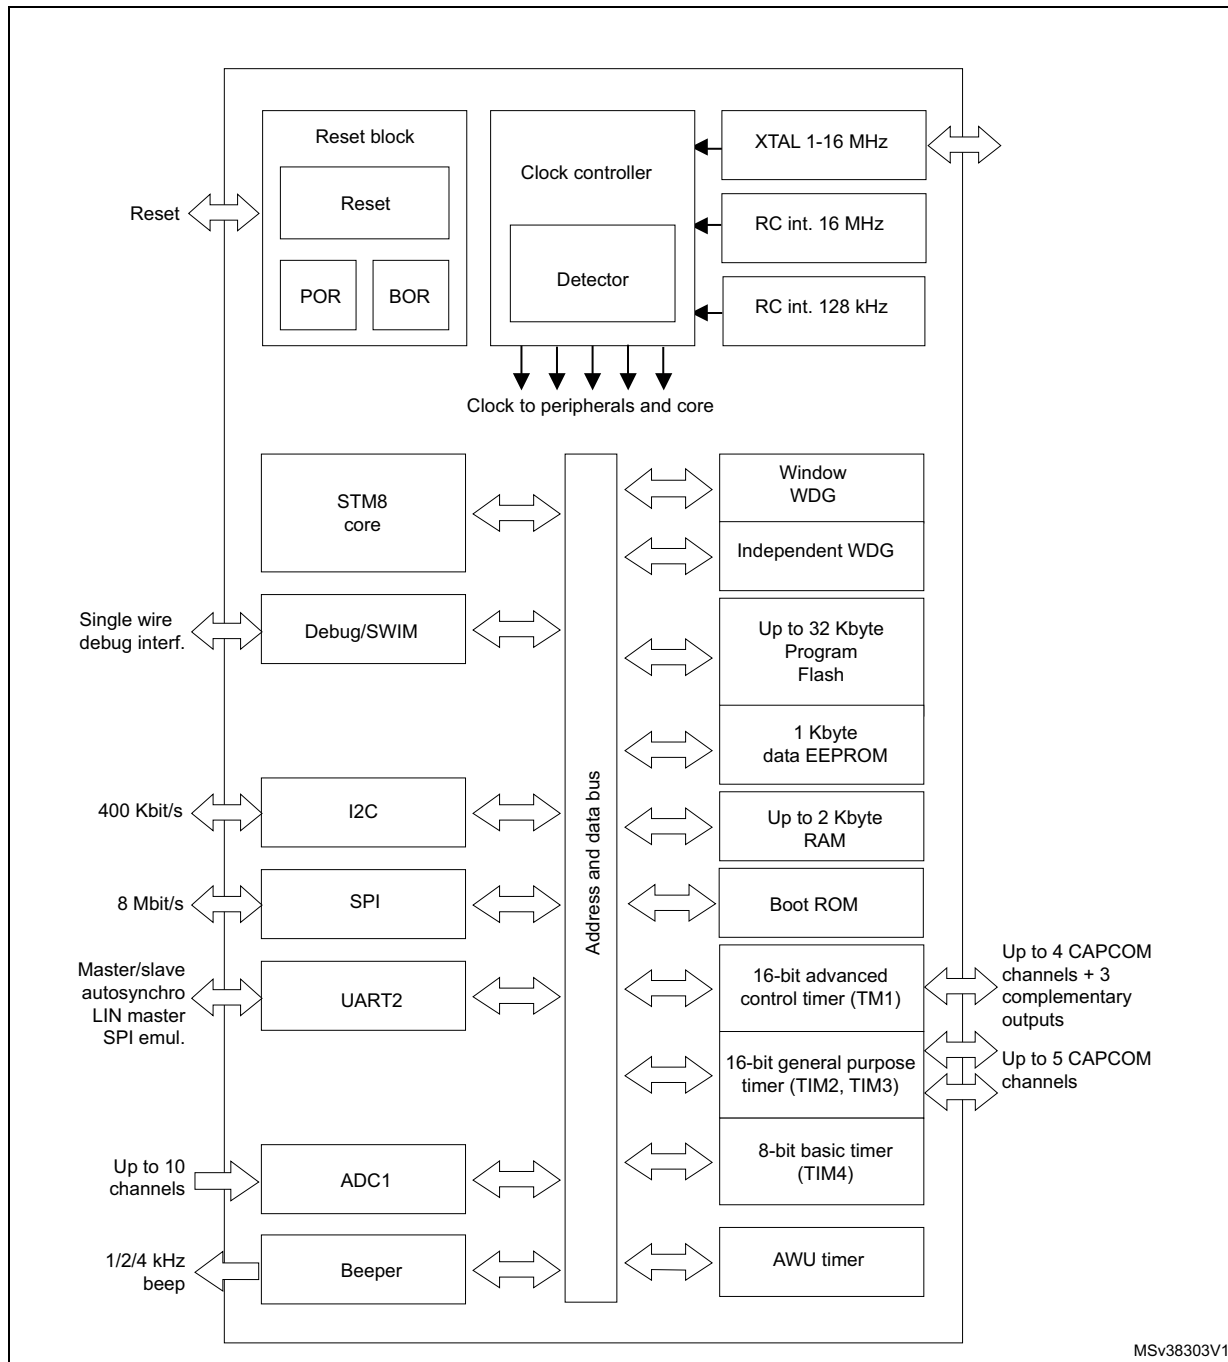 Reset block
Reset
POR
BOR
Reset
Clock controller
Detector
XTAL 1-16 MHz
RC int. 16 MHz
RC int. 128 kHz
Clock to peripherals and core
STM8
core
Single wire
debug interf.
Debug/SWIM
400 Kbit/s
I2C
8 Mbit/s
SPI
Master/slave
autosynchro
LIN master
SPI emul.
UART2
Up to 10
channels
ADC1
1/2/4 kHz
beep
Beeper
Address and data bus
Window
WDG
Independent WDG
Up to 32 Kbyte
Program
Flash
1 Kbyte
data EEPROM
Up to 2 Kbyte
RAM
Boot ROM
16-bit advanced
control timer (TM1)
Up to 4 CAPCOM
channels + 3
complementary
outputs
16-bit general purpose
timer (TIM2, TIM3)
Up to 5 CAPCOM
channels
8-bit basic timer
(TIM4)
AWU timer
MSv38303V1